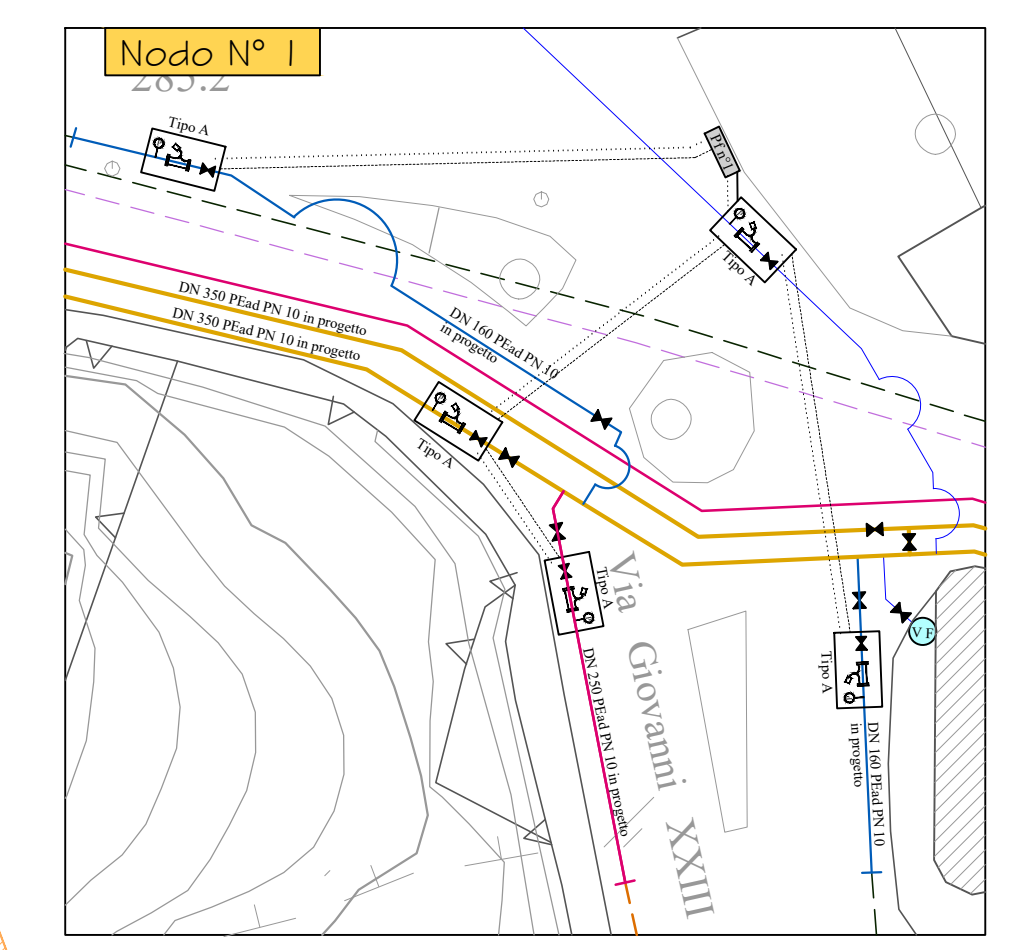 Nodo N° 1
283.2
Tipo A
Pf n°1
Tipo A
DN 350 PEad PN 10 in progetto
DN 350 PEad PN 10 in progetto
DN 160 PEad PN 10
in progetto
Tipo A
Tipo A
Via Giovanni XXIII
DN 250 PEad PN 10 in progetto
V F
Tipo A
DN 160 PEad PN 10
in progetto